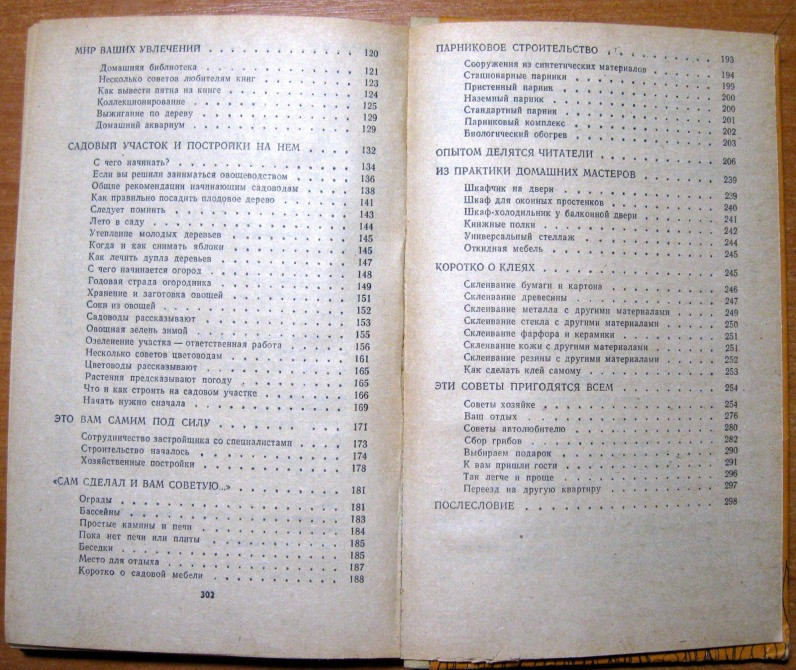 МИР ВАШИХ УВЛЕЧЕНИЙ 120
Домашняя библиотека 121
Несколько советов любителям книг 123
Как вывести пятна на книге 124
Коллекционирование 125
Выжигание по дереву 129
Домашний аквариум 129
САДОВЫЙ УЧАСТОК И ПОСТРОЙКИ НА НЕМ 132
С чего начинать? 134
Если вы решили заниматься овощеводством 136
Общие рекомендации начинающим садоводам 138
Как правильно посадить плодовое дерево 141
Следует помнить 143
Лето в саду 144
Утепление молодых деревьев 145
Когда и как снимать яблоки 145
Как лечить дупла деревьев 147
С чего начинается огород 148
Годовая страда огородника 149
Хранение и заготовка овощей 151
Соки из овощей 152
Садоводы рассказывают 153
Овощная зелень зимой 155
Озеленение участка — ответственная работа 156
Несколько советов цветоводам 161
Цветоводы рассказывают 165
Растения предсказывают погоду 165
Что и как строить на садовом участке 166
Начать нужно сначала 169
ЭТО ВАМ САМИМ ПОД СИЛУ 171
Сотрудничество застройщика со специалистами 173
Строительство началось 174
Хозяйственные постройки 178
«САМ СДЕЛАЛ И ВАМ СОВЕТУЮ...» 181
Ограды 181
Бассейны 183
Простые камины и печи 184
Пока нет печи или плиты 185
Беседки 185
Место для отдыха 187
Коротко о садовой мебели 188
302
ПАРНИКОВОЕ СТРОИТЕЛЬСТВО 193
Сооружения из синтетических материалов 194
Стационарные парники 199
Пристенный парник 200
Наземный парник 200
Стандартный парник 201
Парниковый комплекс 202
Биологический обогрев 203
ОПЫТОМ ДЕЛЯТСЯ ЧИТАТЕЛИ 206
ИЗ ПРАКТИКИ ДОМАШНИХ МАСТЕРОВ 239
Шкафчик на двери 239
Шкаф для оконных простенков 240
Шкаф-холодильник у балконной двери 241
Книжные полки 242
Универсальный стеллаж 244
Откидная мебель 245
КОРОТКО О КЛЕЯХ 245
Склеивание бумаги и картона 246
Склеивание древесины 247
Склеивание металла с другими материалами 249
Склеивание стекла с другими материалами 250
Склеивание фарфора и керамики 251
Склеивание кожи с другими материалами 251
Склеивание резины с другими материалами 252
Как сделать клей самому 253
ЭТИ СОВЕТЫ ПРИГОДЯТСЯ ВСЕМ 254
Советы хозяйке 254
Ваш отдых 276
Советы автолюбителю 280
Сбор грибов 282
Выбираем подарок 290
К вам пришли гости 291
Так легче и проще 296
Переезд на другую квартиру 297
ПОСЛЕСЛОВИЕ 298